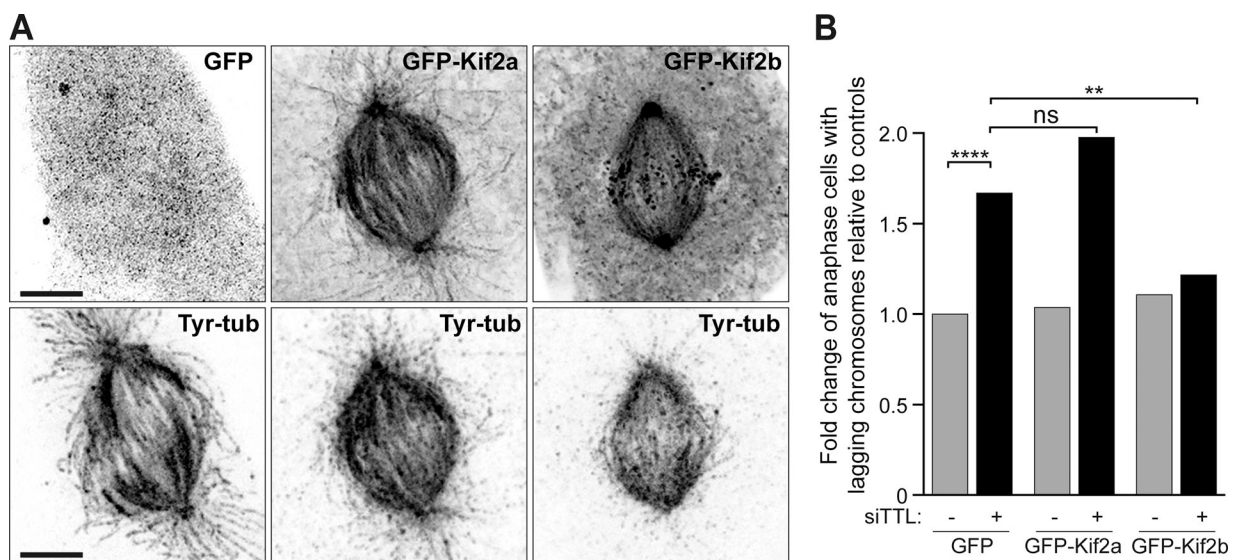 A
GFP
GFP-Kif2a
GFP-Kif2b
Tyr-tub
Tyr-tub
Tyr-tub
B
Fold change of anaphase cells with
lagging chromosomes relative to controls
**
ns
****
2.0
1.5
1.0
0.5
0
siTTL: - + - + - +
GFP GFP-Kif2a GFP-Kif2b